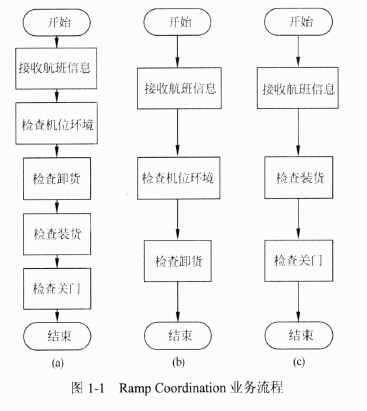 开始
接收航班信息
检查机位环境
检查卸货
检查装货
检查关门
结束
(a)
开始
接收航班信息
检查机位环境
检查卸货
结束
(b)
开始
接收航班信息
检查装货
检查关门
结束
(c)
图 1-1 Ramp Coordination 业务流程